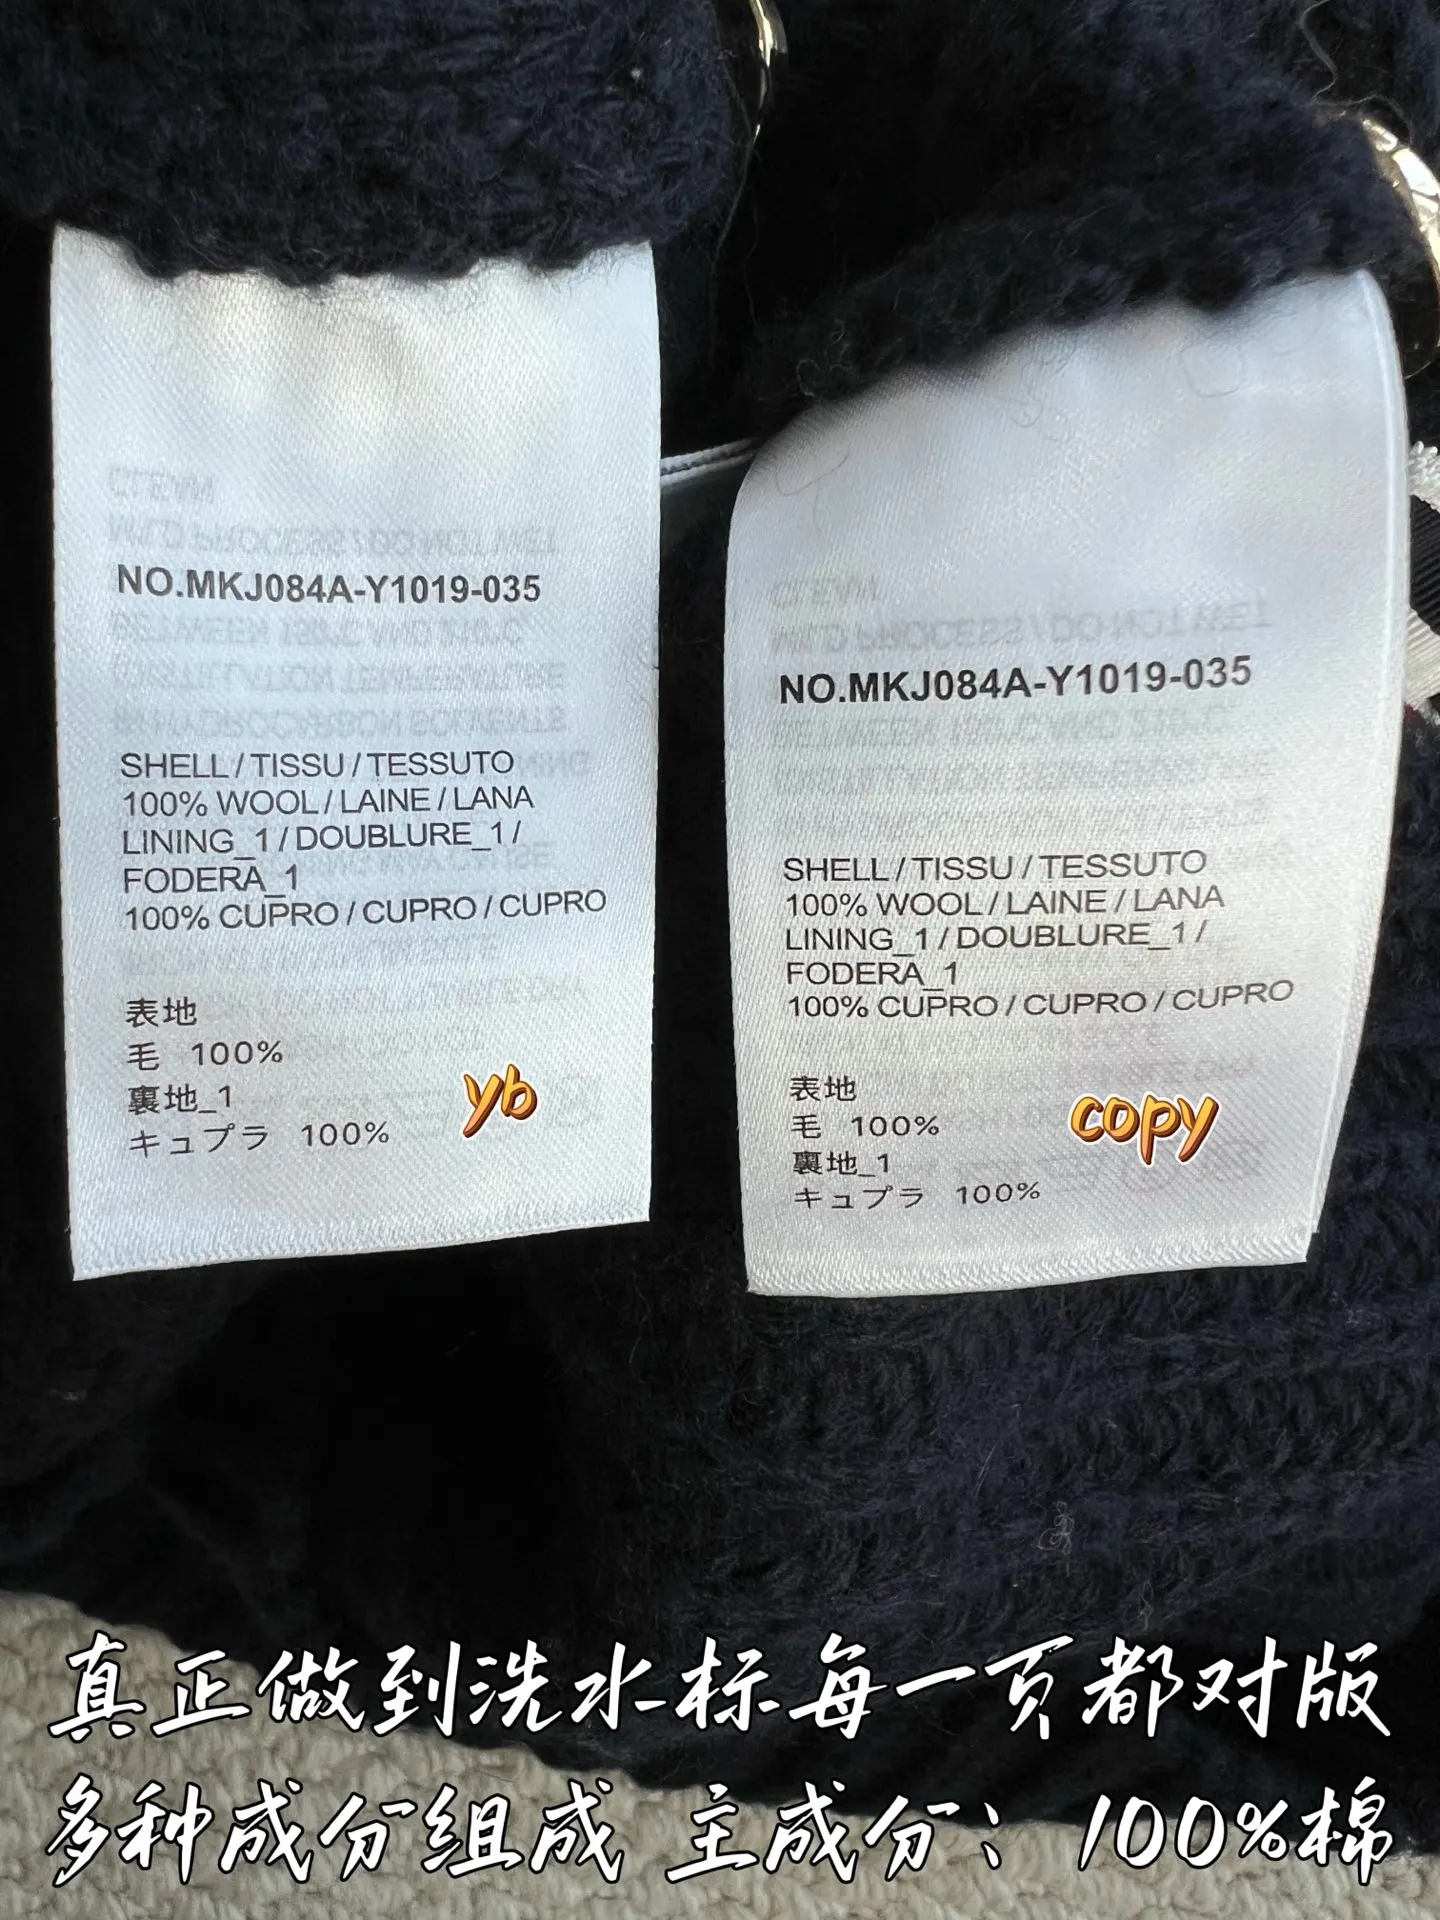 NO.MKJ084A-Y1019-035
SHELL/TISSU/TESSUTO
100% WOOL/LAINE/LANA
LINING_1/DOUBLURE_1/
FODERA_1
100% CUPRO/CUPRO/CUPRO
表地
毛 100%
裏地_1
キュプラ 100%
yb
NO.MKJ084A-Y1019-035
SHELL/TISSU/TESSUTO
100% WOOL/LAINE/LANA
LINING_1/DOUBLURE_1/
FODERA_1
100% CUPRO/CUPRO/CUPRO
表地
毛 100%
裏地_1
キュプラ 100%
copy
真正做到洗水标每一页都对版
多种成分组成 主成分：100%棉